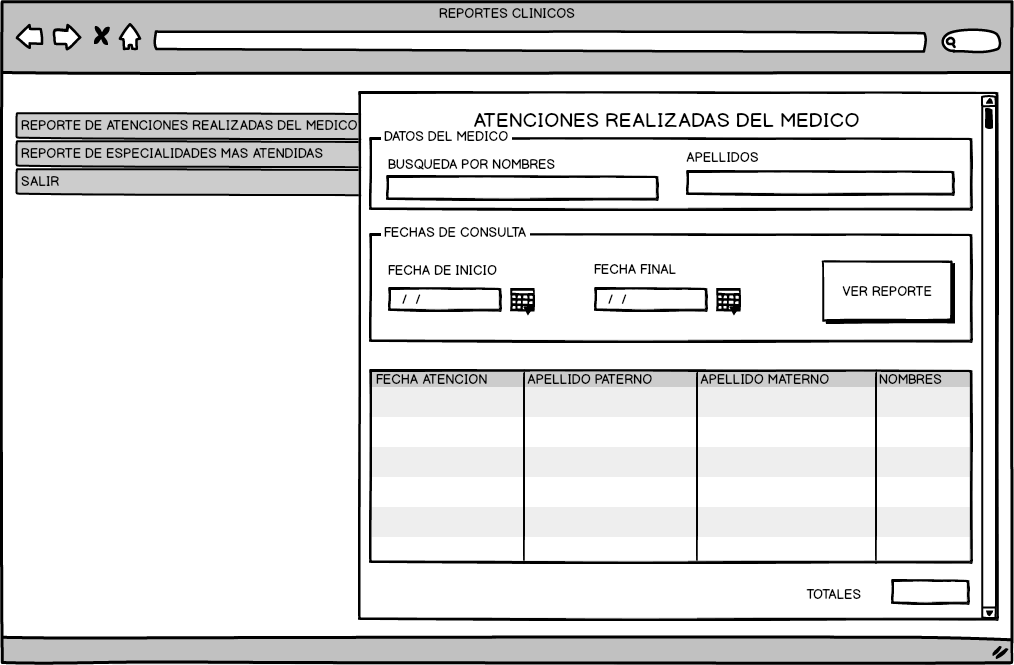 REPORTES CLINICOS
REPORTE DE ATENCIONES REALIZADAS DEL MEDICO
REPORTE DE ESPECIALIDADES MAS ATENDIDAS
SALIR
ATENCIONES REALIZADAS DEL MEDICO
DATOS DEL MEDICO
BUSQUEDA POR NOMBRES
APELLIDOS
FECHAS DE CONSULTA
FECHA DE INICIO
FECHA FINAL
/ /
/ /
VER REPORTE
FECHA ATENCION APELLIDO PATERNO APELLIDO MATERNO NOMBRES
TOTALES